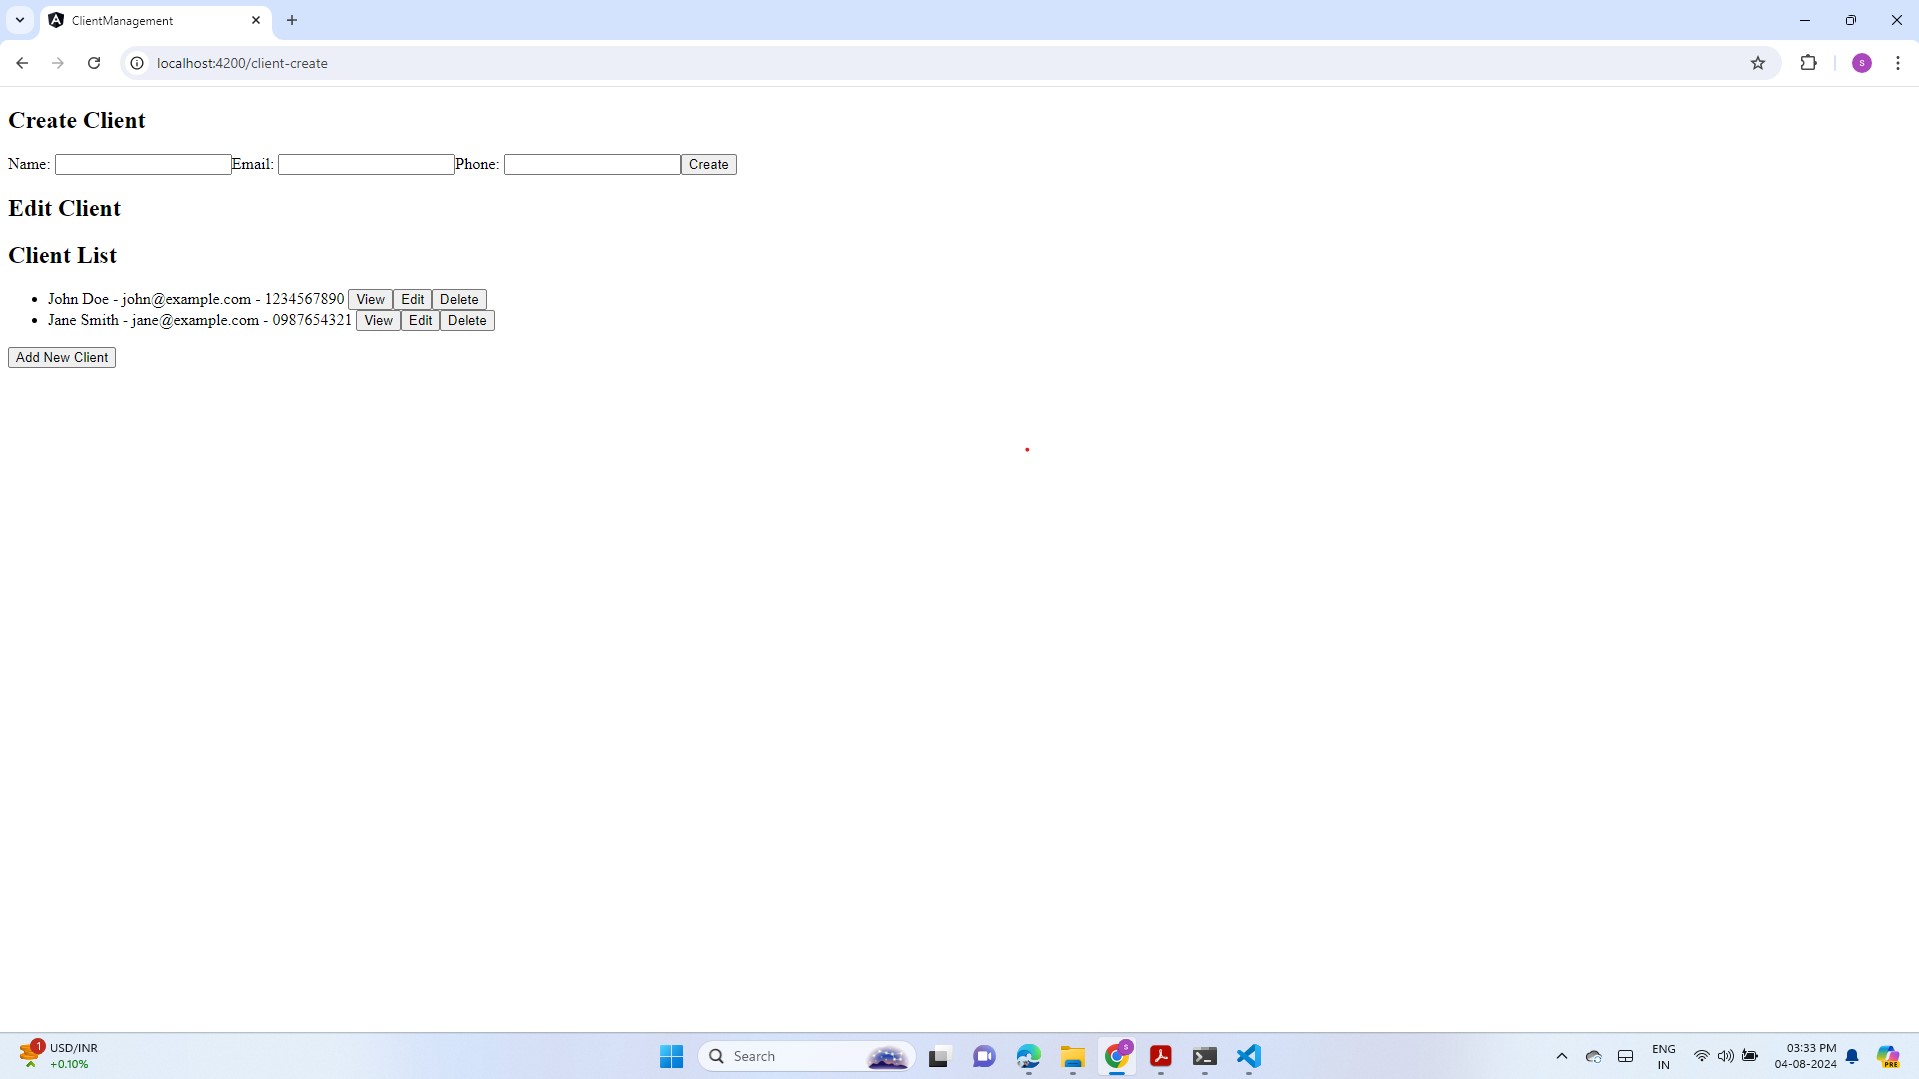 ClientManagement
localhost:4200/client-create
S
Create Client
Name: Email: Phone: Create
Edit Client
Client List
John Doe - john@example.com - 1234567890 View Edit Delete
Jane Smith - jane@example.com - 0987654321 View Edit Delete
Add New Client
1
USD/INR
+0.10%
Search
S
ENG
IN
03:33 PM
04-08-2024
PRE